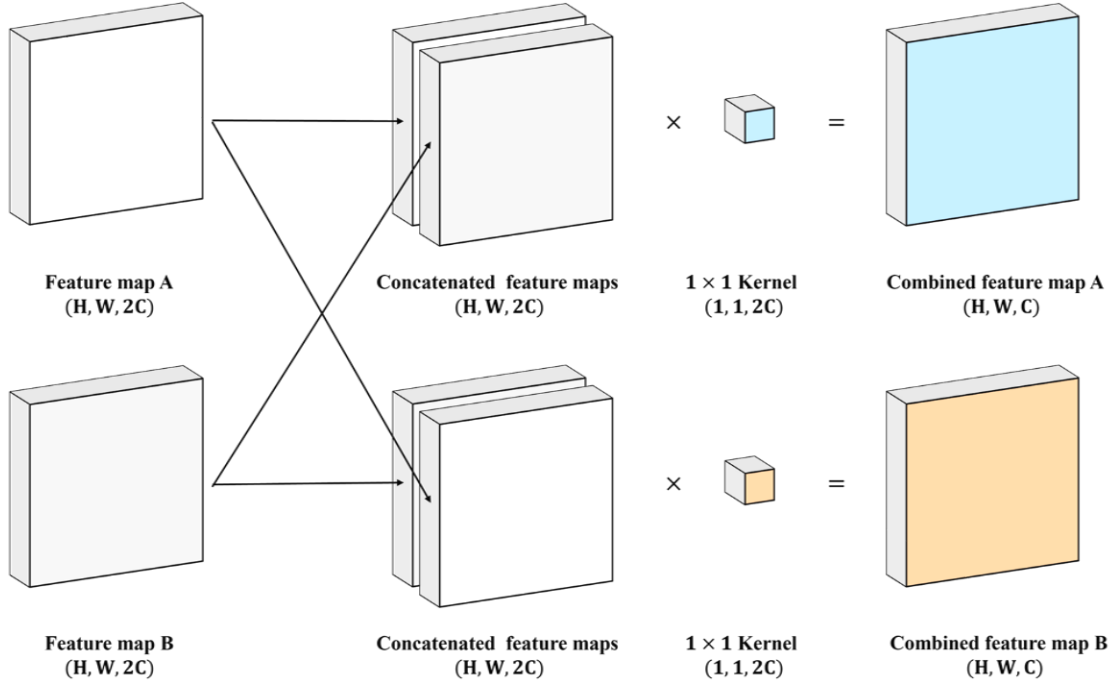 × =
Feature map A
(H, W, 2C)
Concatenated feature maps
(H, W, 2C)
1 × 1 Kernel
(1, 1, 2C)
Combined feature map A
(H, W, C)
× =
Feature map B
(H, W, 2C)
Concatenated feature maps
(H, W, 2C)
1 × 1 Kernel
(1, 1, 2C)
Combined feature map B
(H, W, C)